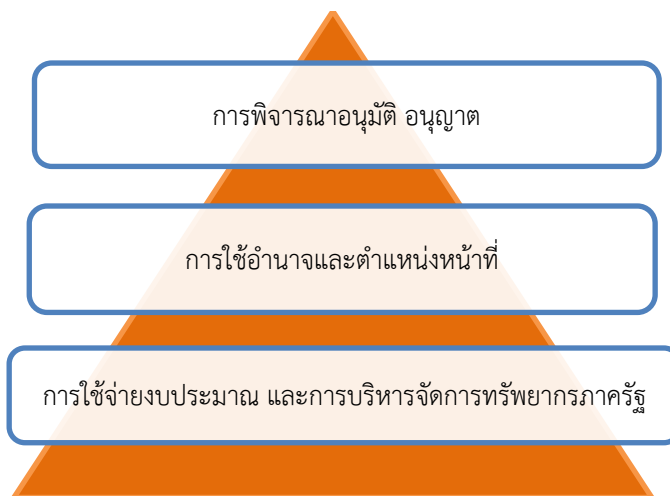 การพิจารณาอนุมัติ อนุญาต
การใช้อำนาจและตำแหน่งหน้าที่
การใช้จ่ายงบประมาณ และการบริหารจัดการทรัพยากรภาครัฐ